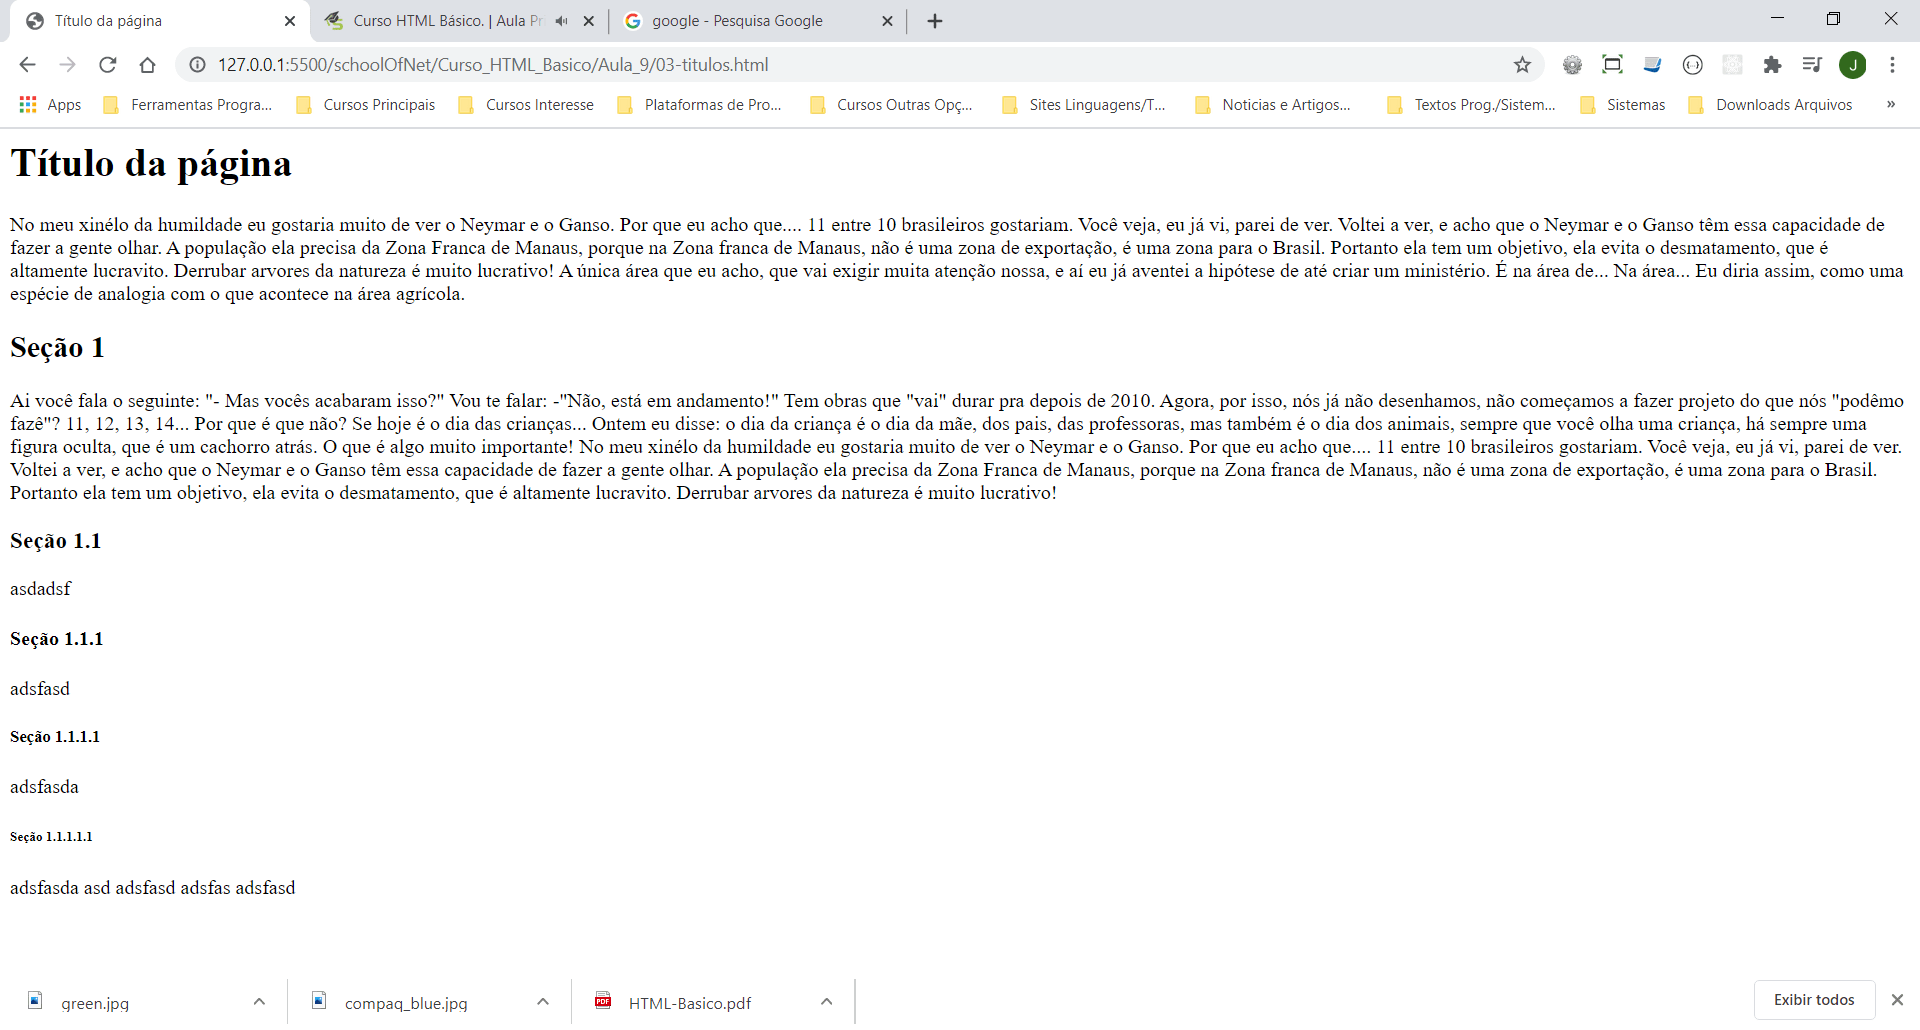 Título da página
Curso HTML Básico. | Aula Pr
google - Pesquisa Google
127.0.0.1:5500/schoolOfNet/Curso_HTML_Basico/Aula_9/03-titulos.html
J
Apps
Ferramentas Progra...
Cursos Principais
Cursos Interesse
Plataformas de Pro...
Cursos Outras Opç...
Sites Linguagens/T...
Noticias e Artigos...
Textos Prog./Sistem...
Sistemas
Downloads Arquivos
»
Título da página
No meu xinélo da humildade eu gostaria muito de ver o Neymar e o Ganso. Por que eu acho que.... 11 entre 10 brasileiros gostariam. Você veja, eu já vi, parei de ver. Voltei a ver, e acho que o Neymar e o Ganso têm essa capacidade de
fazer a gente olhar. A população ela precisa da Zona Franca de Manaus, porque na Zona franca de Manaus, não é uma zona de exportação, é uma zona para o Brasil. Portanto ela tem um objetivo, ela evita o desmatamento, que é
altamente lucravito. Derrubar arvores da natureza é muito lucrativo! A única área que eu acho, que vai exigir muita atenção nossa, e aí eu já aventei a hipótese de até criar um ministério. É na área de... Na área... Eu diria assim, como uma
espécie de analogia com o que acontece na área agrícola.
Seção 1
Ai você fala o seguinte: "- Mas vocês acabaram isso?" Vou te falar: -"Não, está em andamento!" Tem obras que "vai" durar pra depois de 2010. Agora, por isso, nós já não desenhamos, não começamos a fazer projeto do que nós "podêmo
fazê"? 11, 12, 13, 14... Por que é que não? Se hoje é o dia das crianças... Ontem eu disse: o dia da criança é o dia da mãe, dos pais, das professoras, mas também é o dia dos animais, sempre que você olha uma criança, há sempre uma
figura oculta, que é um cachorro atrás. O que é algo muito importante! No meu xinélo da humildade eu gostaria muito de ver o Neymar e o Ganso. Por que eu acho que.... 11 entre 10 brasileiros gostariam. Você veja, eu já vi, parei de ver.
Voltei a ver, e acho que o Neymar e o Ganso têm essa capacidade de fazer a gente olhar. A população ela precisa da Zona Franca de Manaus, porque na Zona franca de Manaus, não é uma zona de exportação, é uma zona para o Brasil.
Portanto ela tem um objetivo, ela evita o desmatamento, que é altamente lucravito. Derrubar arvores da natureza é muito lucrativo!
Seção 1.1
asdadsf
Seção 1.1.1
adsfasd
Seção 1.1.1.1
adsfasda
Seção 1.1.1.1.1
adsfasda asd adsfasd adsfas adsfasd
green.jpg
compaq_blue.jpg
PDF
HTML-Basico.pdf
Exibir todos